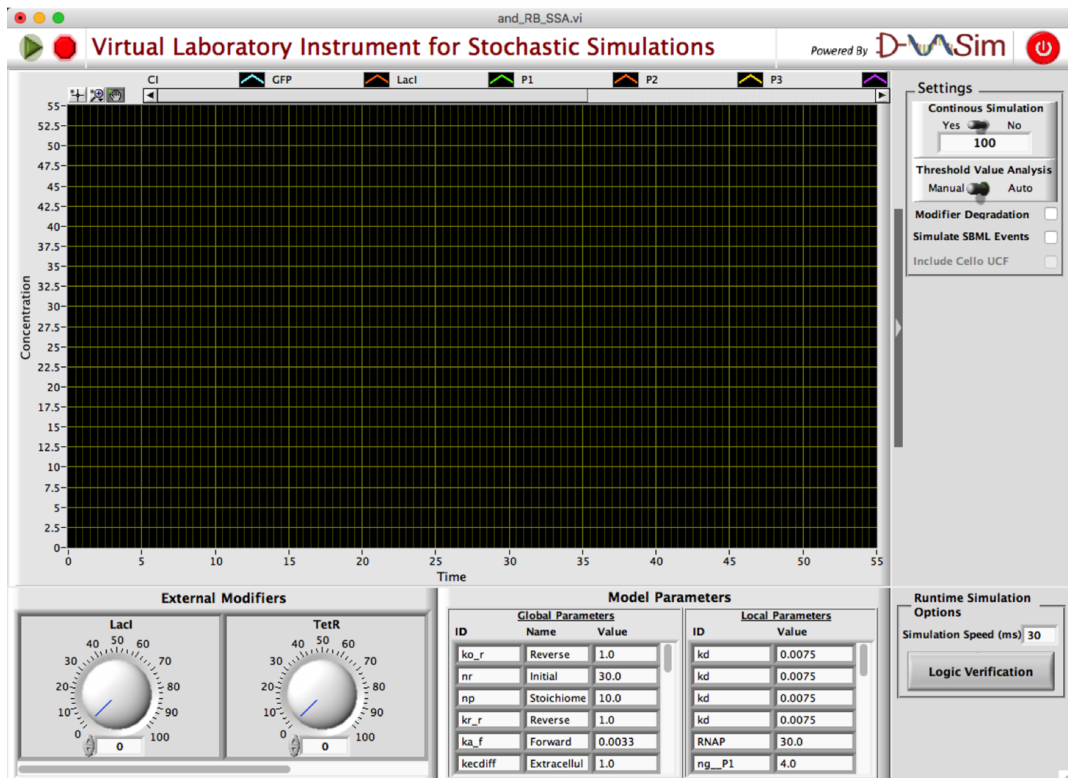 and_RB_SSA.vi
Virtual Laboratory Instrument for Stochastic Simulations
Powered By D-VASim
CI GFP LacI P1 P2 P3
55
52.5
50
47.5
45
42.5
40
37.5
35
32.5
30
27.5
25
22.5
20
17.5
15
12.5
10
7.5
5
2.5
0
Concentration
0 5 10 15 20 25 30 35 40 45 50 55
Time
Settings
Continous Simulation
Yes No
100
Threshold Value Analysis
Manual Auto
Modifier Degradation
Simulate SBML Events
Include Cello UCF
External Modifiers
LacI
0 10 20 30 40 50 60 70 80 90 100
0
TetR
0 10 20 30 40 50 60 70 80 90 100
0
Model Parameters
Global Parameters
ID Name Value
ko_r Reverse 1.0
nr Initial 30.0
np Stoichiome 10.0
kr_r Reverse 1.0
ka_f Forward 0.0033
kecdiff Extracellul 1.0
Local Parameters
ID Value
kd 0.0075
kd 0.0075
kd 0.0075
kd 0.0075
RNAP 30.0
ng__P1 4.0
Runtime Simulation
Options
Simulation Speed (ms) 30
Logic Verification